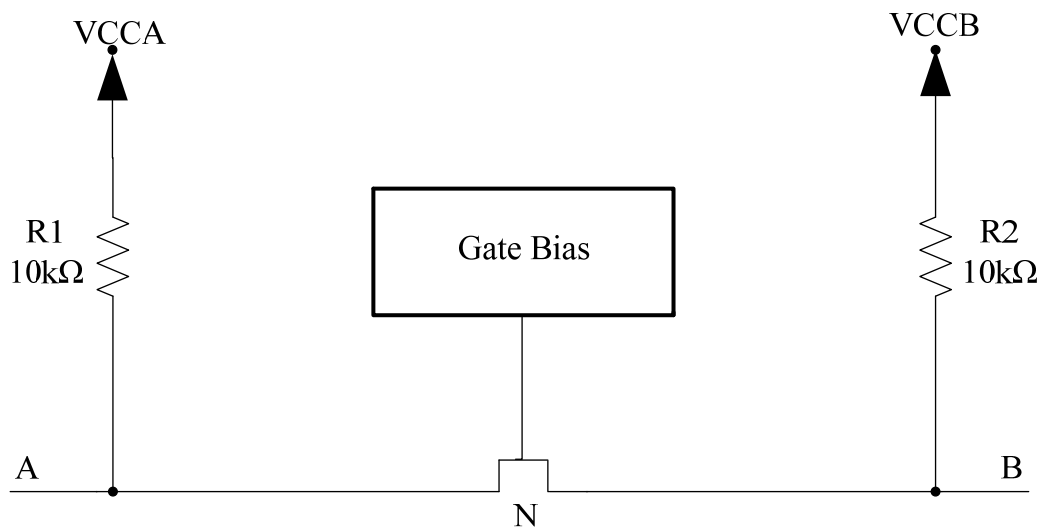 VCCA
VCCB
Gate Bias
R1
10kΩ
R2
10kΩ
A
B
N